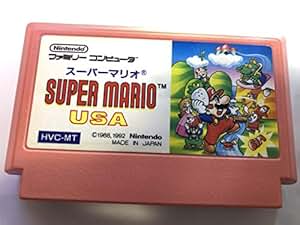 Nintendo
ファミリーコンピュータ
スーパーマリオ®
SUPER MARIO™
USA
HVC-MT
©1988, 1992 Nintendo
MADE IN JAPAN